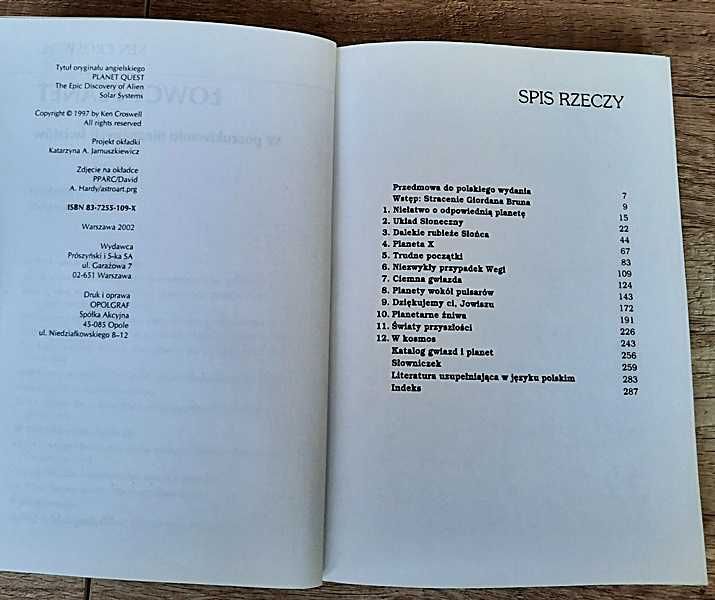 Tytuł oryginału angielskiego
PLANET QUEST
The Epic Discovery of Alien
Solar Systems
Copyright © 1997 by Ken Croswell
All rights reserved
Projekt okładki
Katarzyna A. Jarnuszkiewicz
Zdjęcie na okładce
PPARC/David
A. Hardy/astroart.prg
ISBN 83-7255-109-X
Warszawa 2002
Wydawca
Prószyński i S-ka SA
ul. Garażowa 7
02-651 Warszawa
Druk i oprawa
OPOLGRAF
Spółka Akcyjna
45-085 Opole
ul. Niedziałkowskiego 8–12
SPIS RZECZY
Przedmowa do polskiego wydania 7
Wstęp: Stracenie Giordana Bruna 9
1. Niełatwo o odpowiednią planetę 15
2. Układ Słoneczny 22
3. Dalekie rubieże Słońca 44
4. Planeta X 67
5. Trudne początki 83
6. Niezwykły przypadek Wegi 109
7. Ciemna gwiazda 124
8. Planety wokół pulsarów 143
9. Dziękujemy ci, Jowiszu 172
10. Planetarne żniwa 191
11. Światy przyszłości 226
12. W kosmos 243
Katalog gwiazd i planet 256
Słowniczek 259
Literatura uzupełniająca w języku polskim 283
Indeks 287